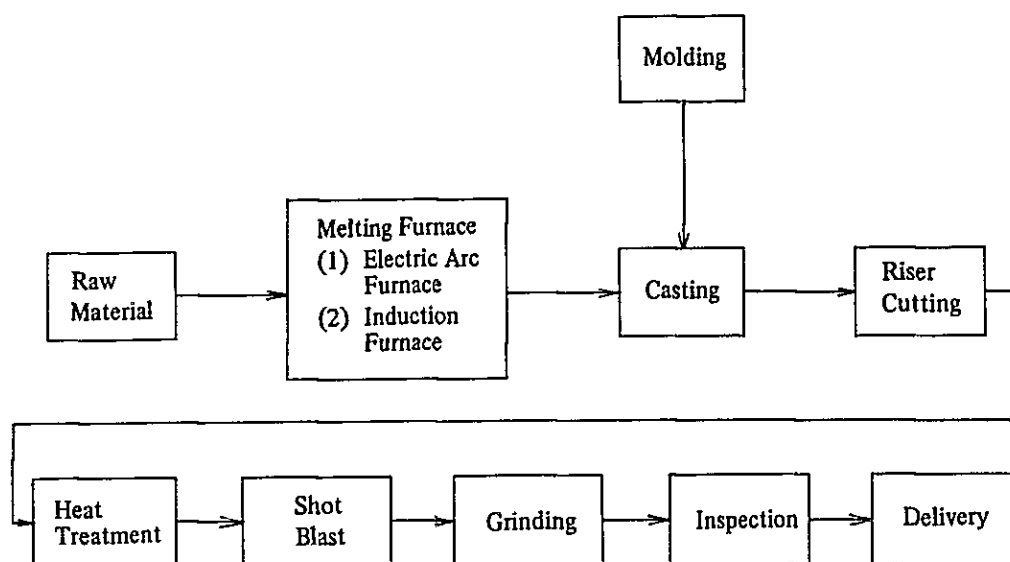 Molding
Raw
Material
Melting Furnace
(1) Electric Arc
Furnace
(2) Induction
Furnace
Casting
Riser
Cutting
Heat
Treatment
Shot
Blast
Grinding
Inspection
Delivery